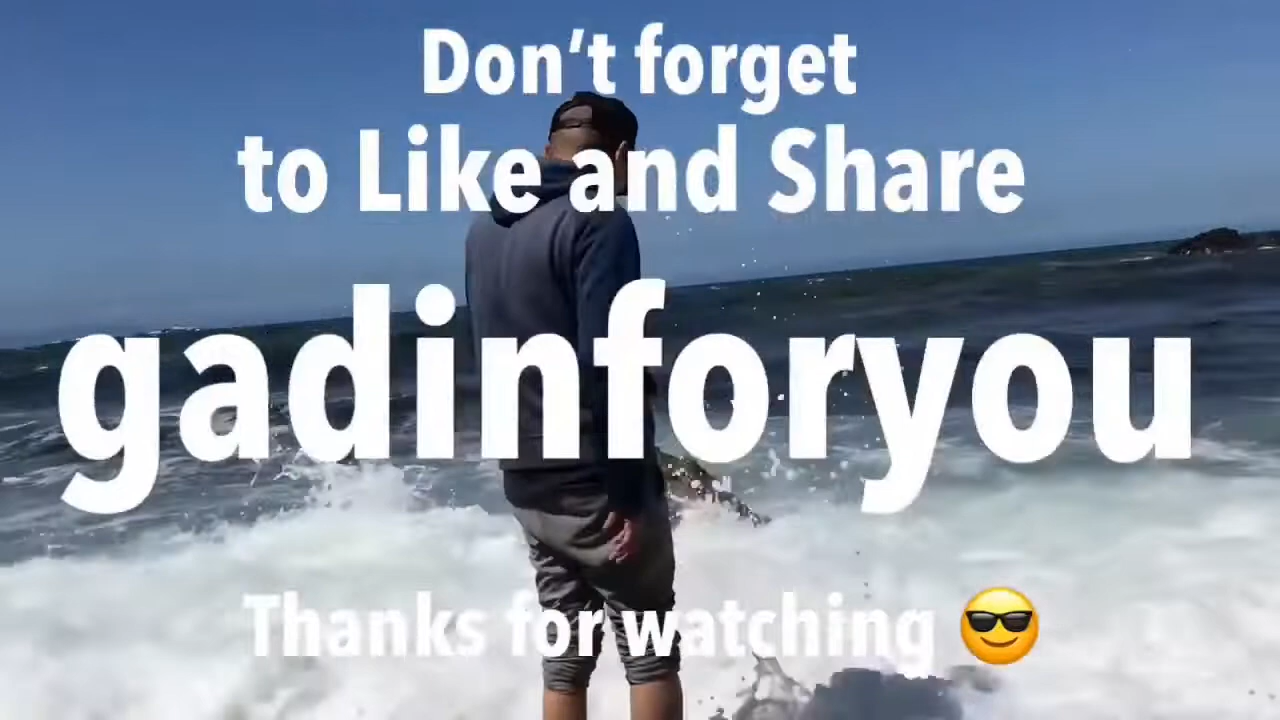 Don't forget
to Like and Share
gadinforyou
Thanks for watching 😎